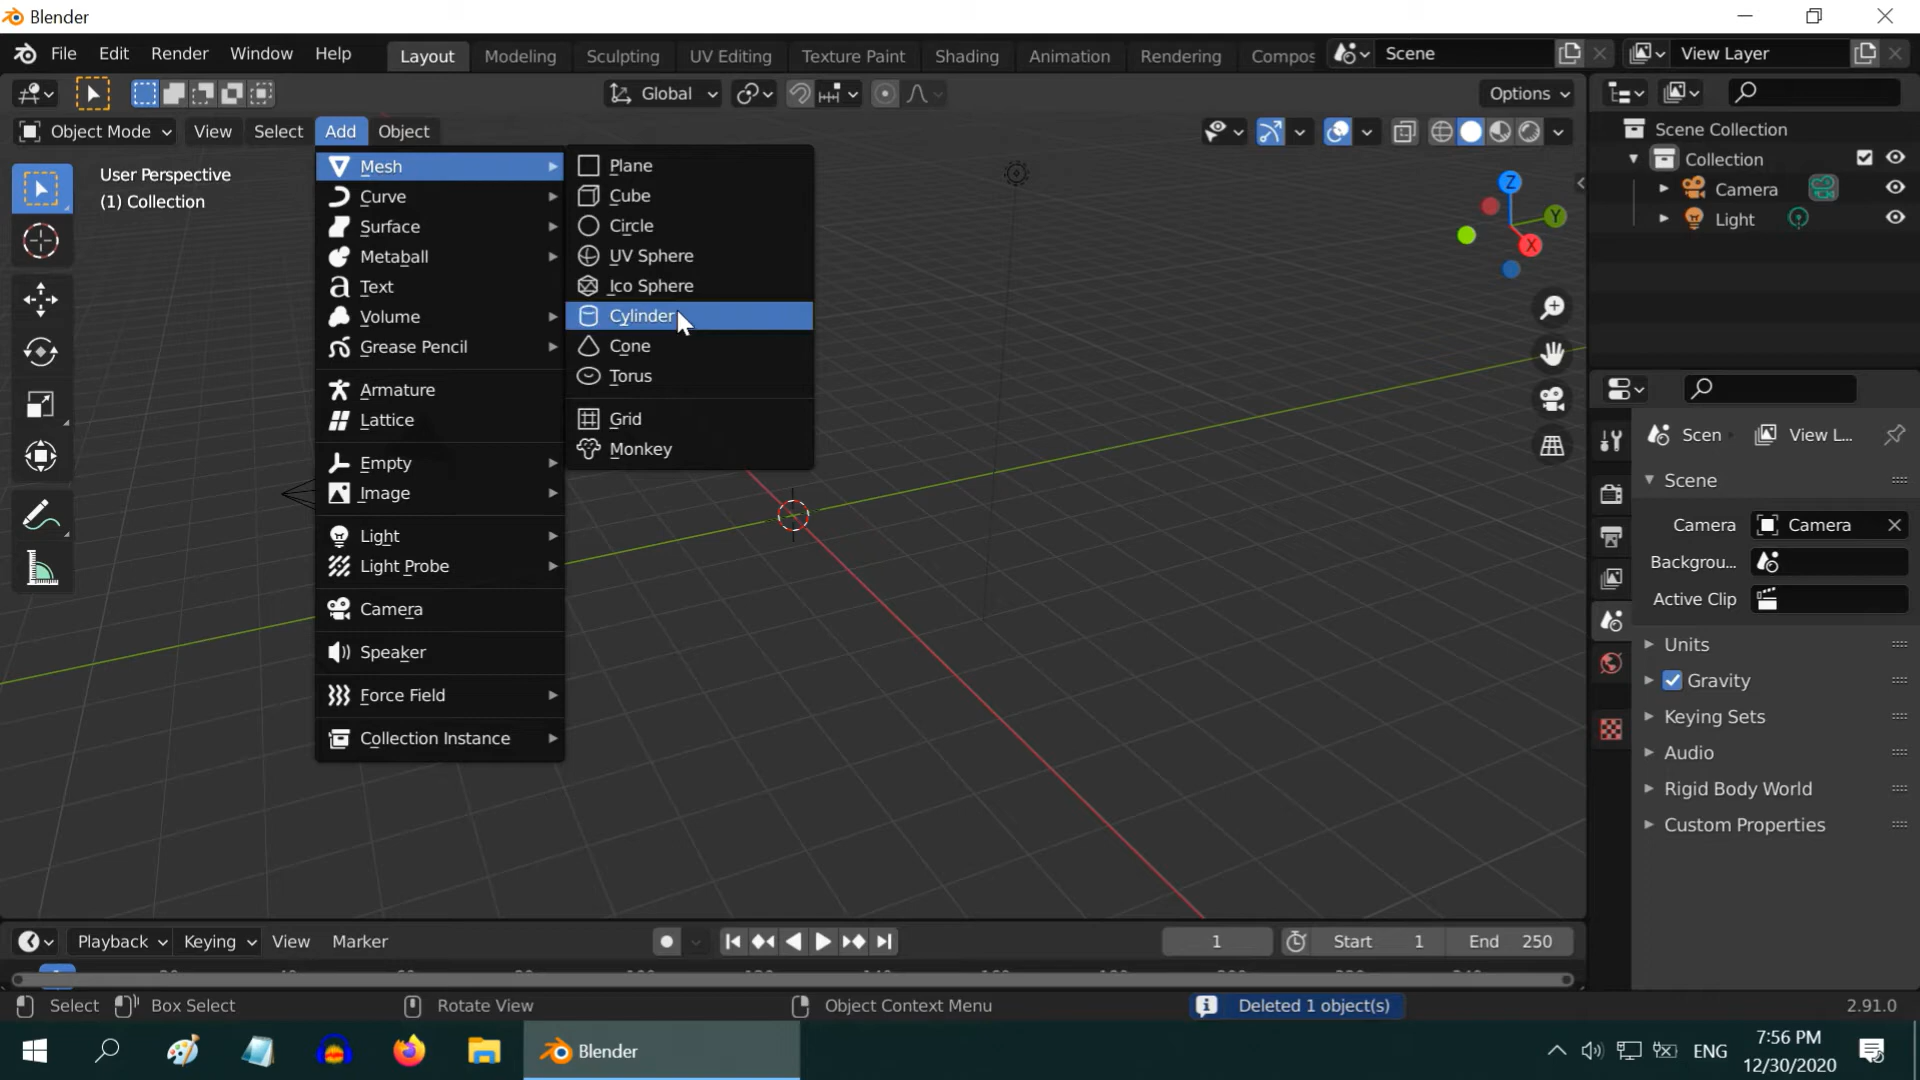 Blender
File Edit Render Window Help Layout Modeling Sculpting UV Editing Texture Paint Shading Animation Rendering Compos Scene View Layer
Global Options
Object Mode View Select Add Object
User Perspective
(1) Collection
Mesh
Curve
Surface
Metaball
Text
Volume
Grease Pencil
Armature
Lattice
Empty
Image
Light
Light Probe
Camera
Speaker
Force Field
Collection Instance
Plane
Cube
Circle
UV Sphere
Ico Sphere
Cylinder
Cone
Torus
Grid
Monkey
Z
Y
X
Scene Collection
Collection
Camera
Light
Scen View L...
Scene
Camera Camera
Backgrou...
Active Clip
Units
Gravity
Keying Sets
Audio
Rigid Body World
Custom Properties
Playback Keying View Marker 1 Start 1 End 250
Select Box Select Rotate View Object Context Menu Deleted 1 object(s) 2.91.0
Blender ENG 7:56 PM
12/30/2020